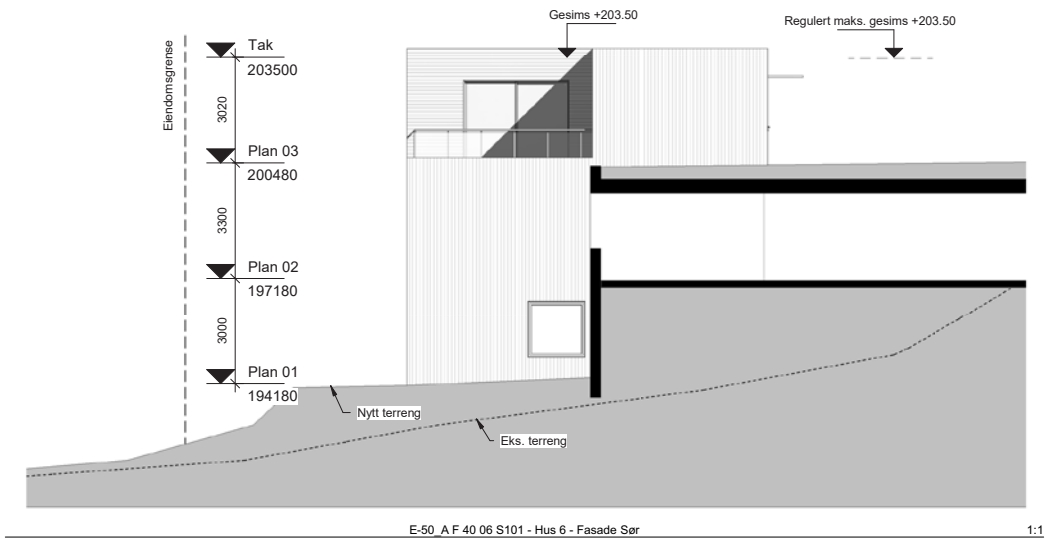 Gesims +203.50
Regulert maks. gesims +203.50
Eiendomsgrense
Tak
203500
3020
Plan 03
200480
3300
Plan 02
197180
3000
Plan 01
194180
Nytt terreng
Eks. terreng
E-50_A F 40 06 S101 - Hus 6 - Fasade Sør
1:1